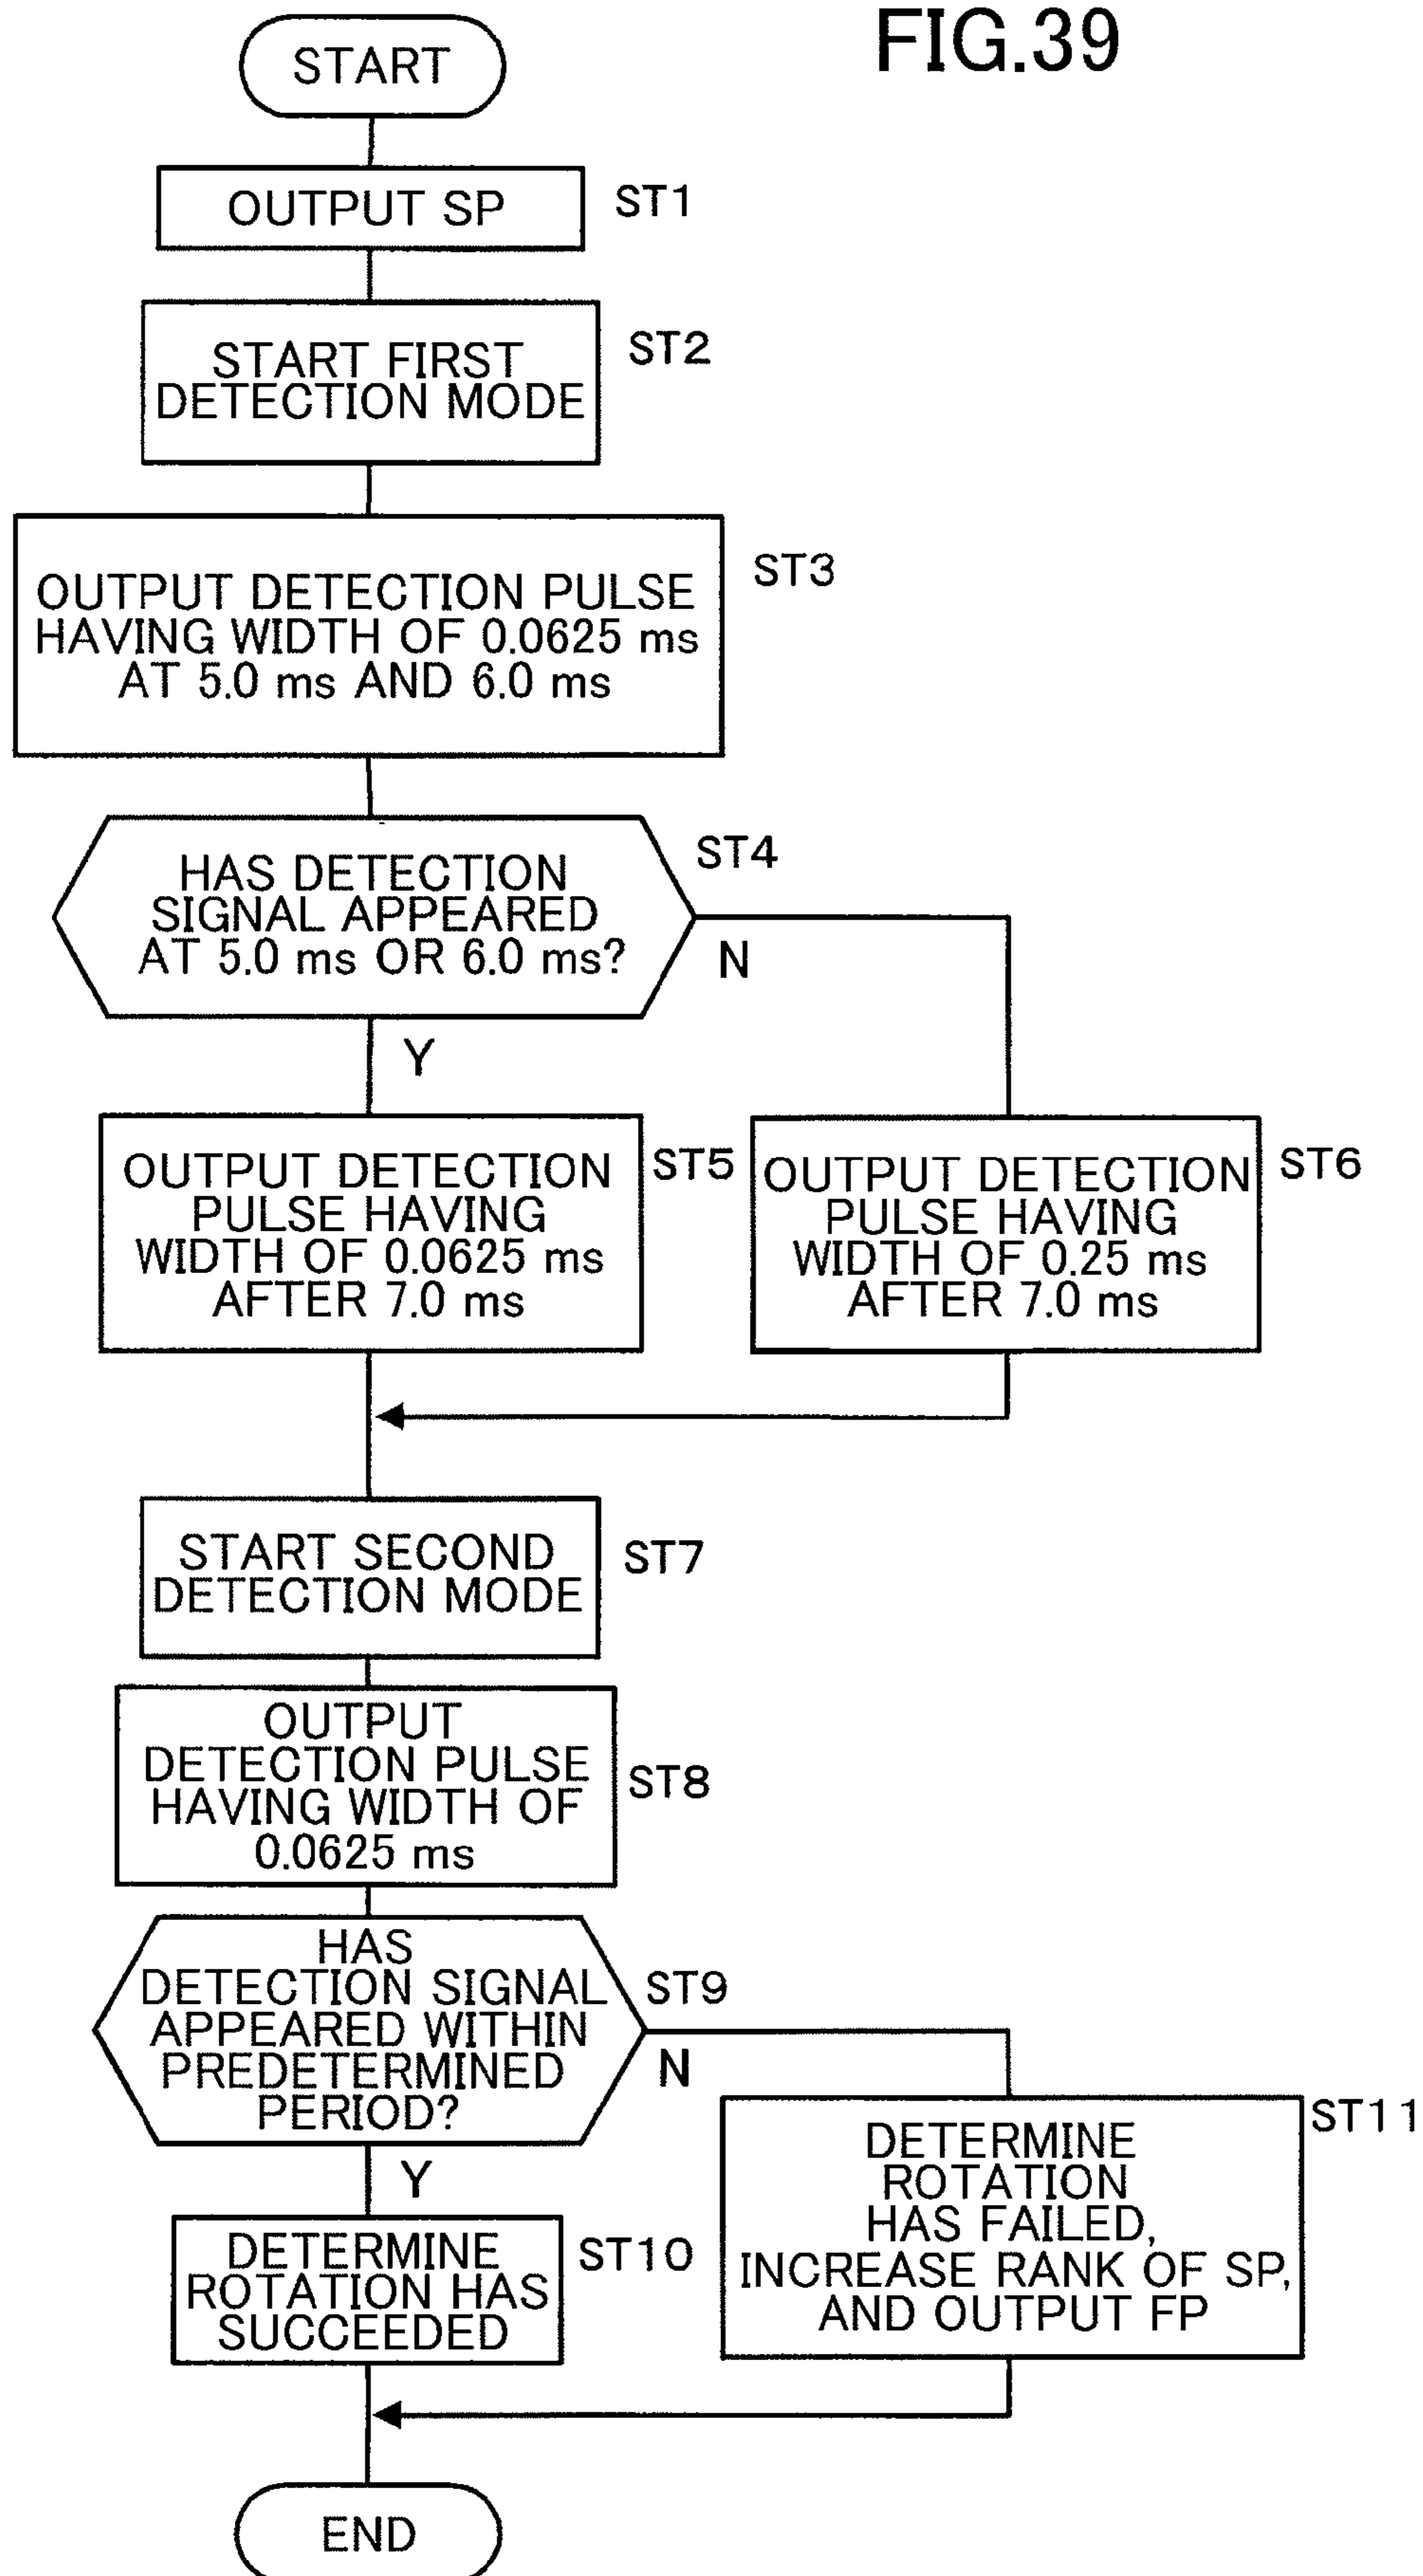 FIG.39
START
OUTPUT SP
ST1
START FIRST
DETECTION MODE
ST2
OUTPUT DETECTION PULSE
HAVING WIDTH OF 0.0625 ms
AT 5.0 ms AND 6.0 ms
ST3
HAS DETECTION
SIGNAL APPEARED
AT 5.0 ms OR 6.0 ms?
ST4
N
Y
OUTPUT DETECTION
PULSE HAVING
WIDTH OF 0.0625 ms
AFTER 7.0 ms
ST5
OUTPUT DETECTION
PULSE HAVING
WIDTH OF 0.25 ms
AFTER 7.0 ms
ST6
START SECOND
DETECTION MODE
ST7
OUTPUT
DETECTION PULSE
HAVING WIDTH OF
0.0625 ms
ST8
HAS
DETECTION SIGNAL
APPEARED WITHIN
PREDETERMINED
PERIOD?
ST9
N
Y
DETERMINE
ROTATION HAS
SUCCEEDED
ST10
DETERMINE
ROTATION
HAS FAILED,
INCREASE RANK OF SP,
AND OUTPUT FP
ST11
END